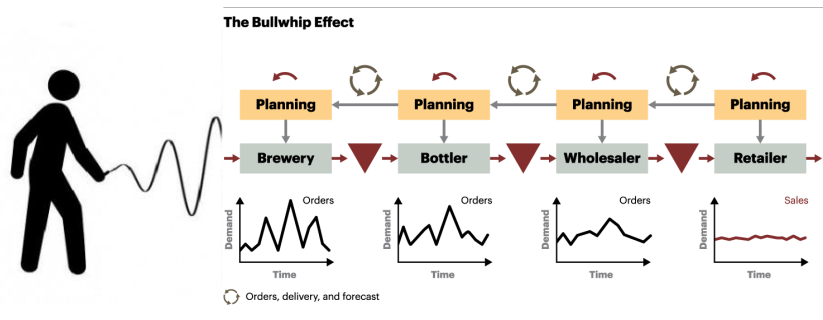 The Bullwhip Effect
Planning Planning Planning Planning
Brewery Bottler Wholesaler Retailer
Orders Orders Orders Sales
Demand Demand Demand Demand
Time Time Time Time
Orders, delivery, and forecast